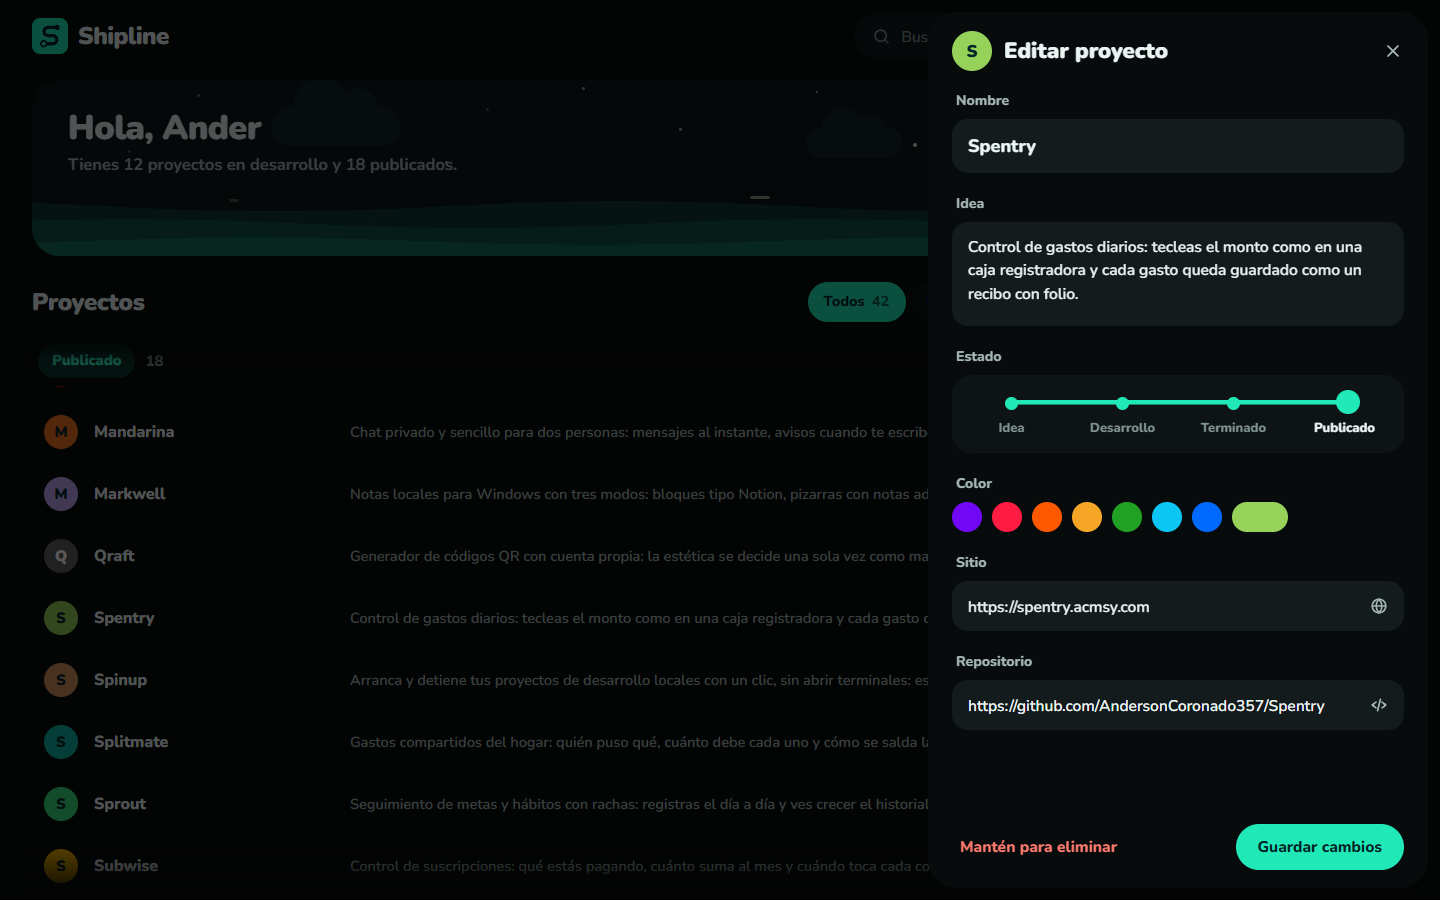 Shipline
Bus
Hola, Ander
Tienes 12 proyectos en desarrollo y 18 publicados.
Proyectos
Todos 42
Publicado 18
M Mandarina Chat privado y sencillo para dos personas: mensajes al instante, avisos cuando te escrib
M Markwell Notas locales para Windows con tres modos: bloques tipo Notion, pizarras con notas ad
Q Qraft Generador de códigos QR con cuenta propia: la estética se decide una sola vez como ma
S Spentry Control de gastos diarios: tecleas el monto como en una caja registradora y cada gasto
S Spinup Arranca y detiene tus proyectos de desarrollo locales con un clic, sin abrir terminales: es
S Splitmate Gastos compartidos del hogar: quién puso qué, cuánto debe cada uno y cómo se salda
S Sprout Seguimiento de metas y hábitos con rachas: registras el día a día y ves crecer el historial
S Subwise Control de suscripciones: qué estás pagando, cuánto suma al mes y cuándo toca cada co
S Editar proyecto
Nombre
Spentry
Idea
Control de gastos diarios: tecleas el monto como en una
caja registradora y cada gasto queda guardado como un
recibo con folio.
Estado
Idea Desarrollo Terminado Publicado
Color
Sitio
https://spentry.acmsy.com
Repositorio
https://github.com/AndersonCoronado357/Spentry
Mantén para eliminar
Guardar cambios